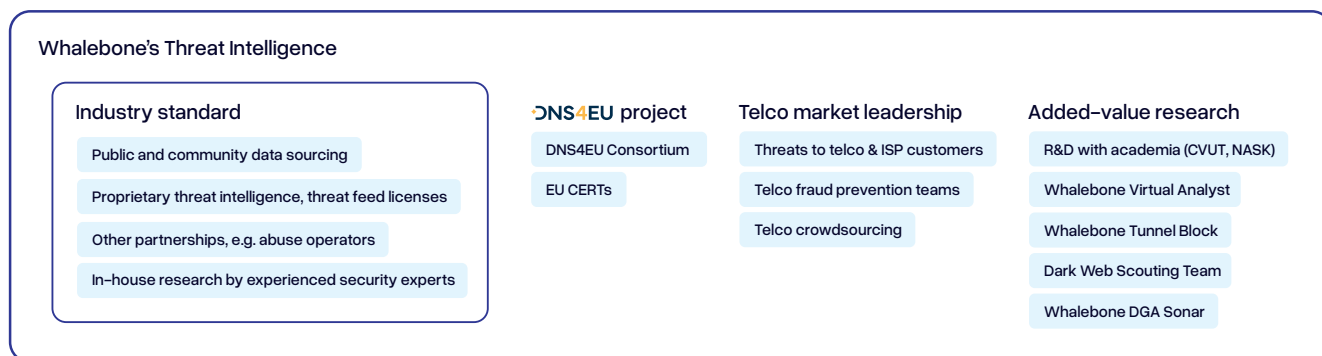 Whalebone’s Threat Intelligence
Industry standard
Public and community data sourcing
Proprietary threat intelligence, threat feed licenses
Other partnerships, e.g. abuse operators
In-house research by experienced security experts
DNS4EU project
DNS4EU Consortium
EU CERTs
Telco market leadership
Threats to telco & ISP customers
Telco fraud prevention teams
Telco crowdsourcing
Added-value research
R&D with academia (CVUT, NASK)
Whalebone Virtual Analyst
Whalebone Tunnel Block
Dark Web Scouting Team
Whalebone DGA Sonar